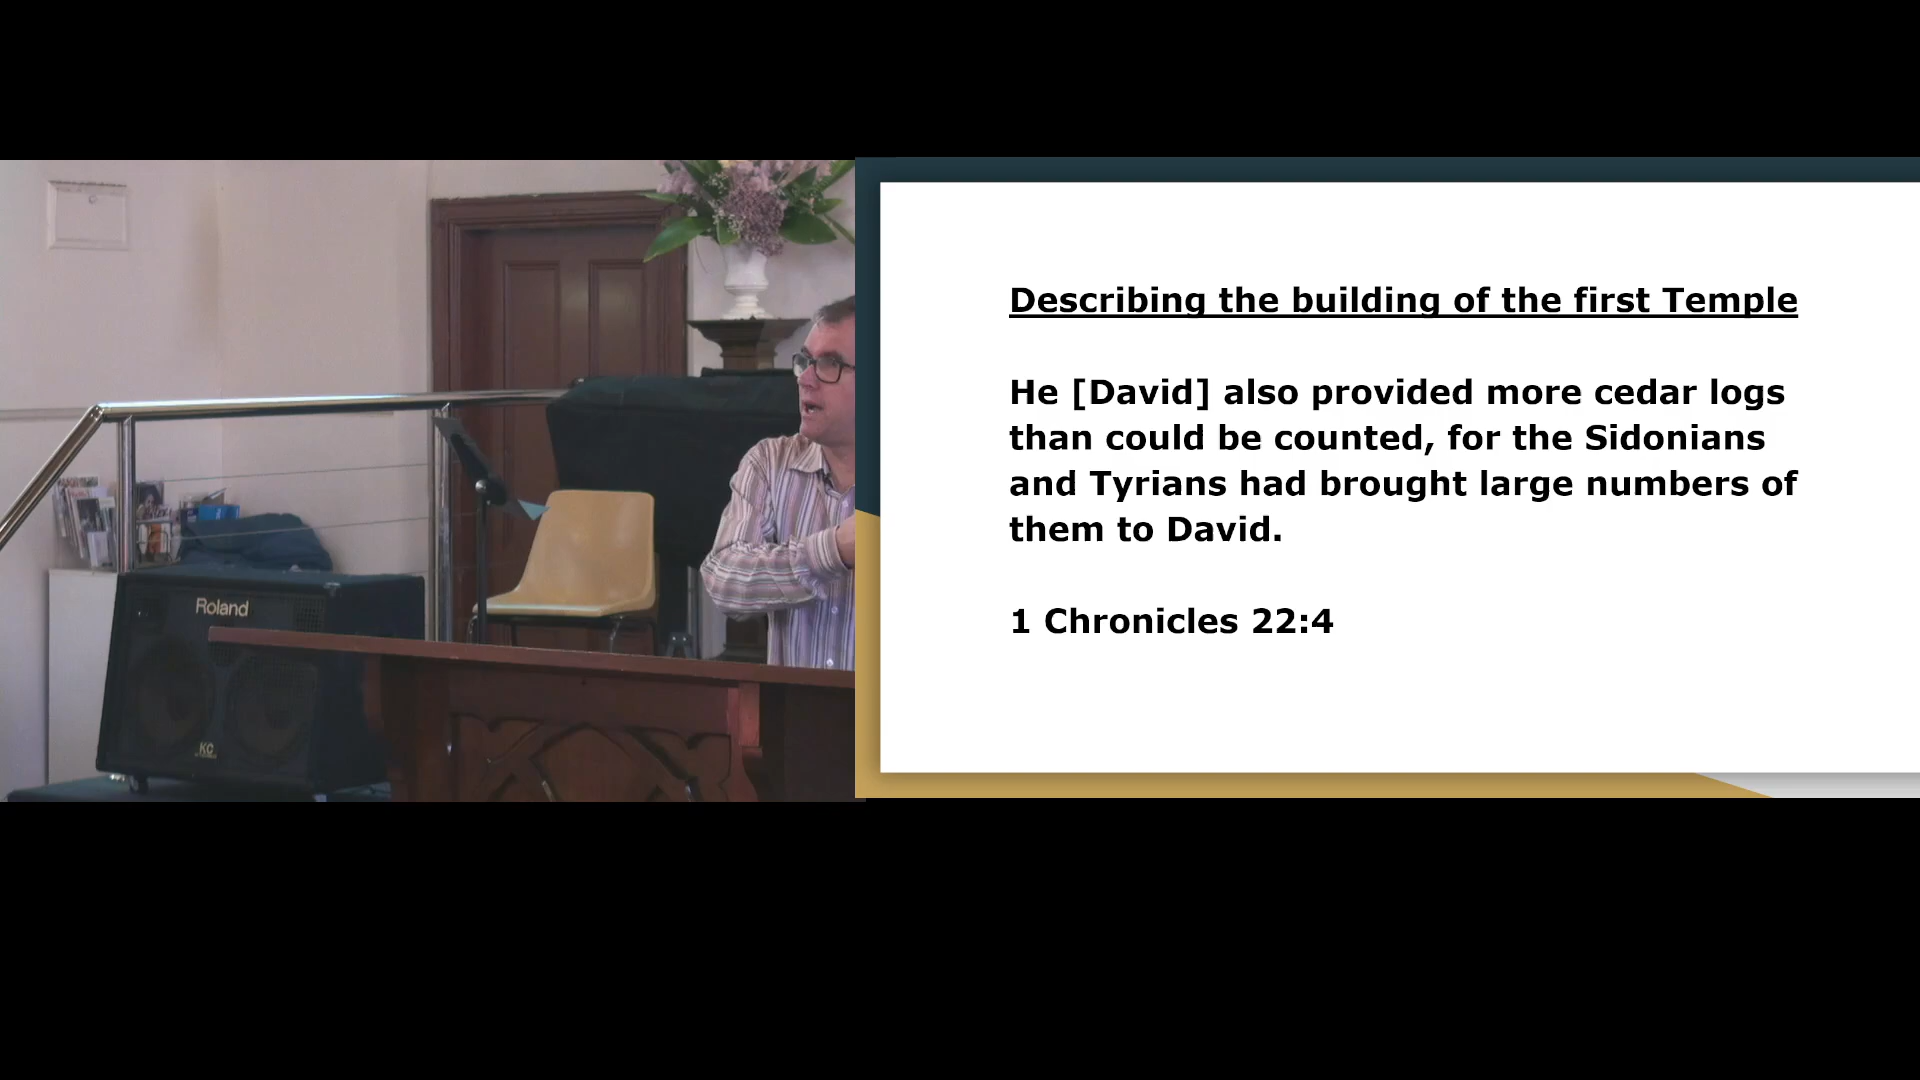 Describing the building of the first Temple
He [David] also provided more cedar logs
than could be counted, for the Sidonians
and Tyrians had brought large numbers of
them to David.
1 Chronicles 22:4
Roland
KC